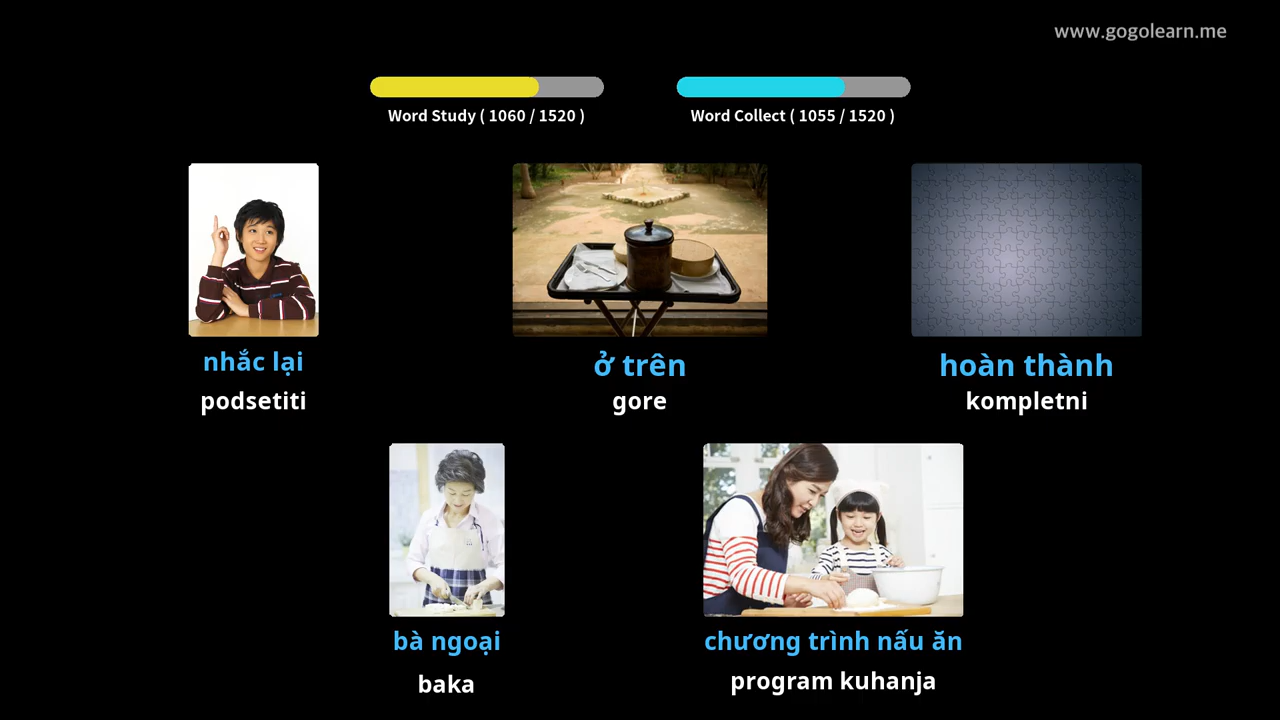 www.gogolearn.me
Word Study ( 1060 / 1520 )
Word Collect ( 1055 / 1520 )
nhắc lại
podsetiti
ở trên
gore
hoàn thành
kompletni
bà ngoại
baka
chương trình nấu ăn
program kuhanja